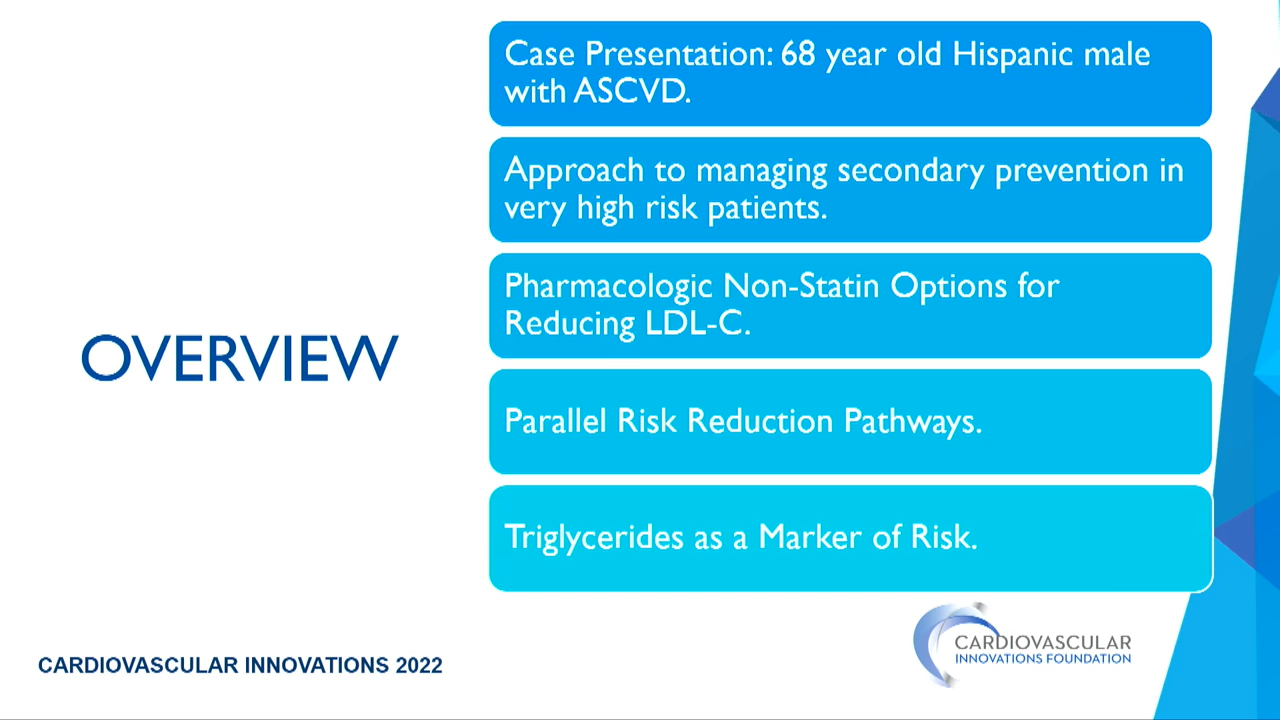 OVERVIEW
Case Presentation: 68 year old Hispanic male
with ASCVD.
Approach to managing secondary prevention in
very high risk patients.
Pharmacologic Non-Statin Options for
Reducing LDL-C.
Parallel Risk Reduction Pathways.
Triglycerides as a Marker of Risk.
CARDIOVASCULAR INNOVATIONS 2022
CARDIOVASCULAR
INNOVATIONS FOUNDATION